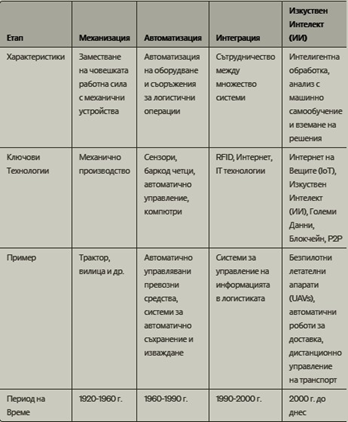 Етап
Механизация
Автоматизация
Интеграция
Изкуствен
Интелект
(ИИ)
Характеристики
Заместване
на човешката
работна сила
с механични
устройства
Автоматизация
на оборудване
и съоръжения
за логистични
операции
Сътрудничество
между
множество
системи
Интелигентна
обработка,
анализ с
машинно
самообучение
и вземане на
решения
Ключови
Технологии
Механично
производство
Сензори,
баркод четци,
автоматично
управление,
компютри
RFID, Интернет,
IT технологии
Интернет на
Вещите (IoT),
Изкуствен
Интелект
(ИИ), Големи
Данни,
Блокчейн, P2P
Пример
Трактор,
вилица и др.
Автоматично
управлявани
превозни
средства,
системи за
автоматично
съхранение и
изваждане
Системи за
управление на
информацията
в логистиката
Безпилотни
летателни
апарати
(UAVs),
автоматични
роботи за
доставка,
дистанционно
управление
на транспорт
Период на
Време
1920-1960 г.
1960-1990 г.
1990-2000 г.
2000 г. до
днес